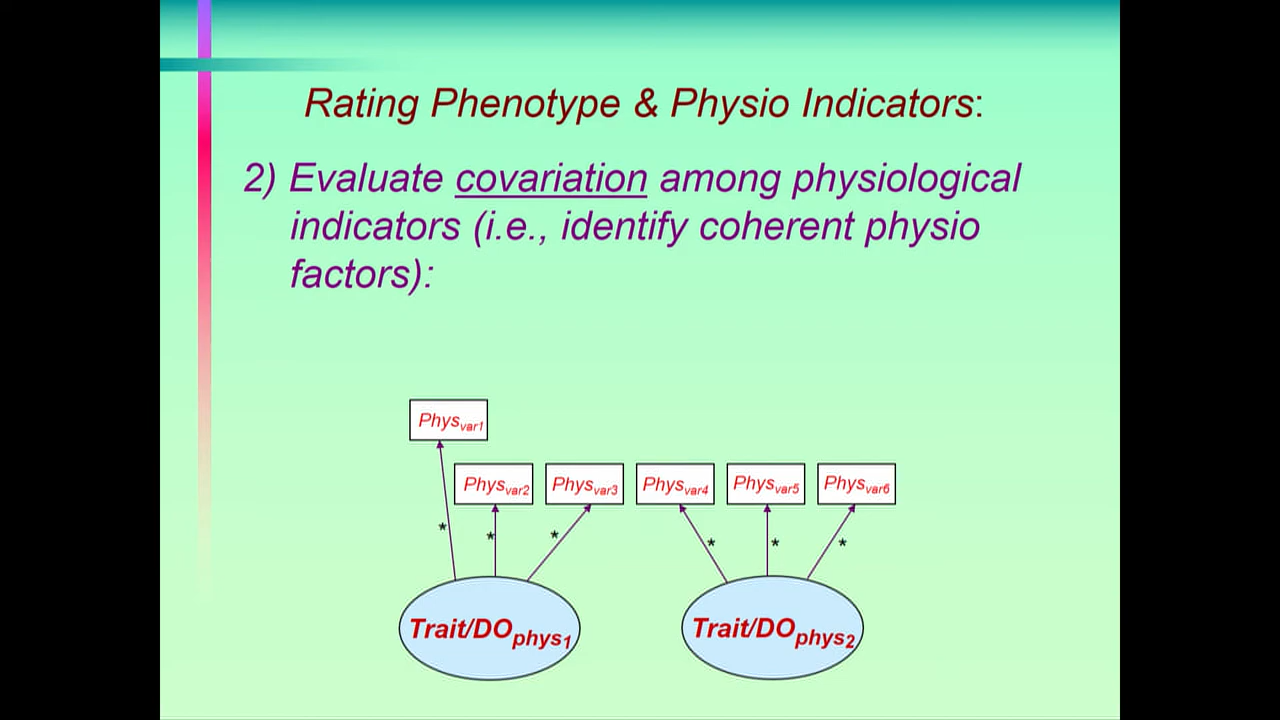 Rating Phenotype & Physio Indicators:
2) Evaluate covariation among physiological
indicators (i.e., identify coherent physio
factors):
Physvar1
Physvar2 Physvar3 Physvar4 Physvar5 Physvar6
* * * * * *
Trait/DOphys1 Trait/DOphys2